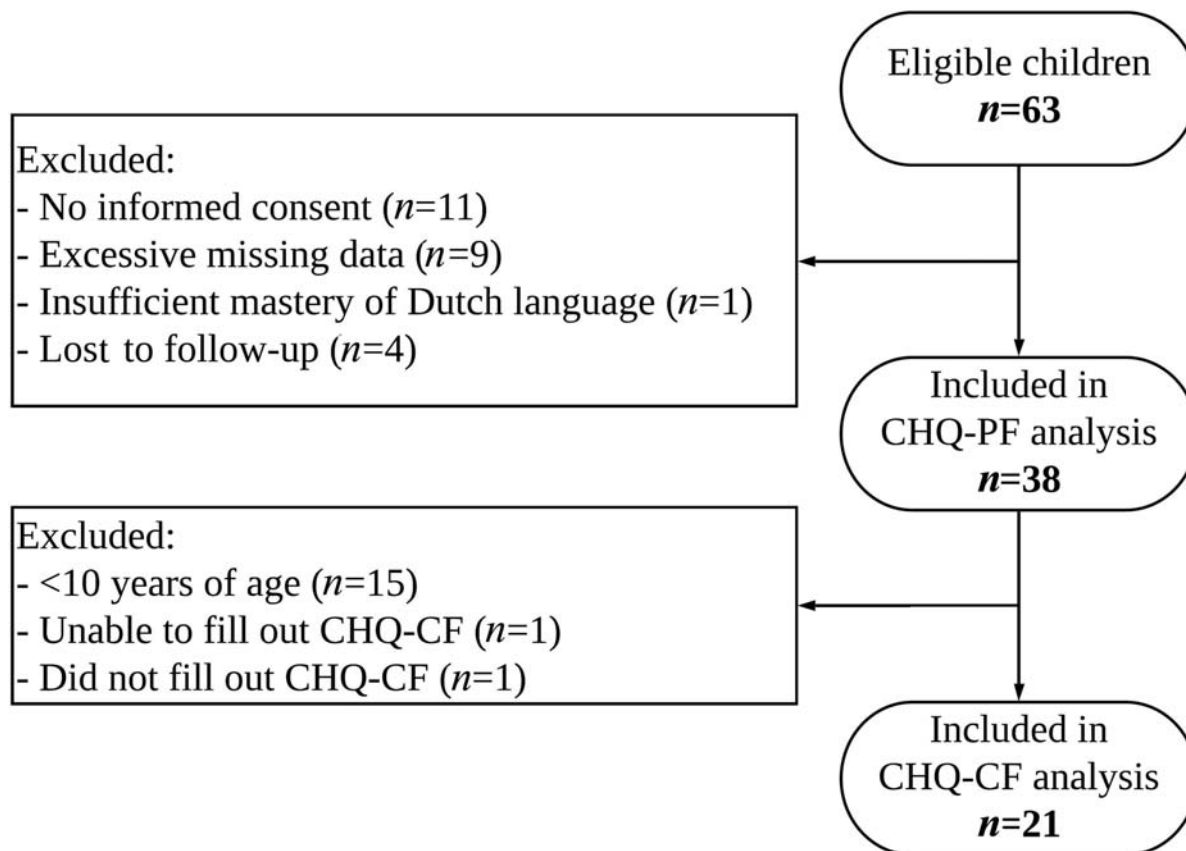 Eligible children
n=63
Excluded:
- No informed consent (n=11)
- Excessive missing data (n=9)
- Insufficient mastery of Dutch language (n=1)
- Lost to follow-up (n=4)
Included in
CHQ-PF analysis
n=38
Excluded:
- <10 years of age (n=15)
- Unable to fill out CHQ-CF (n=1)
- Did not fill out CHQ-CF (n=1)
Included in
CHQ-CF analysis
n=21